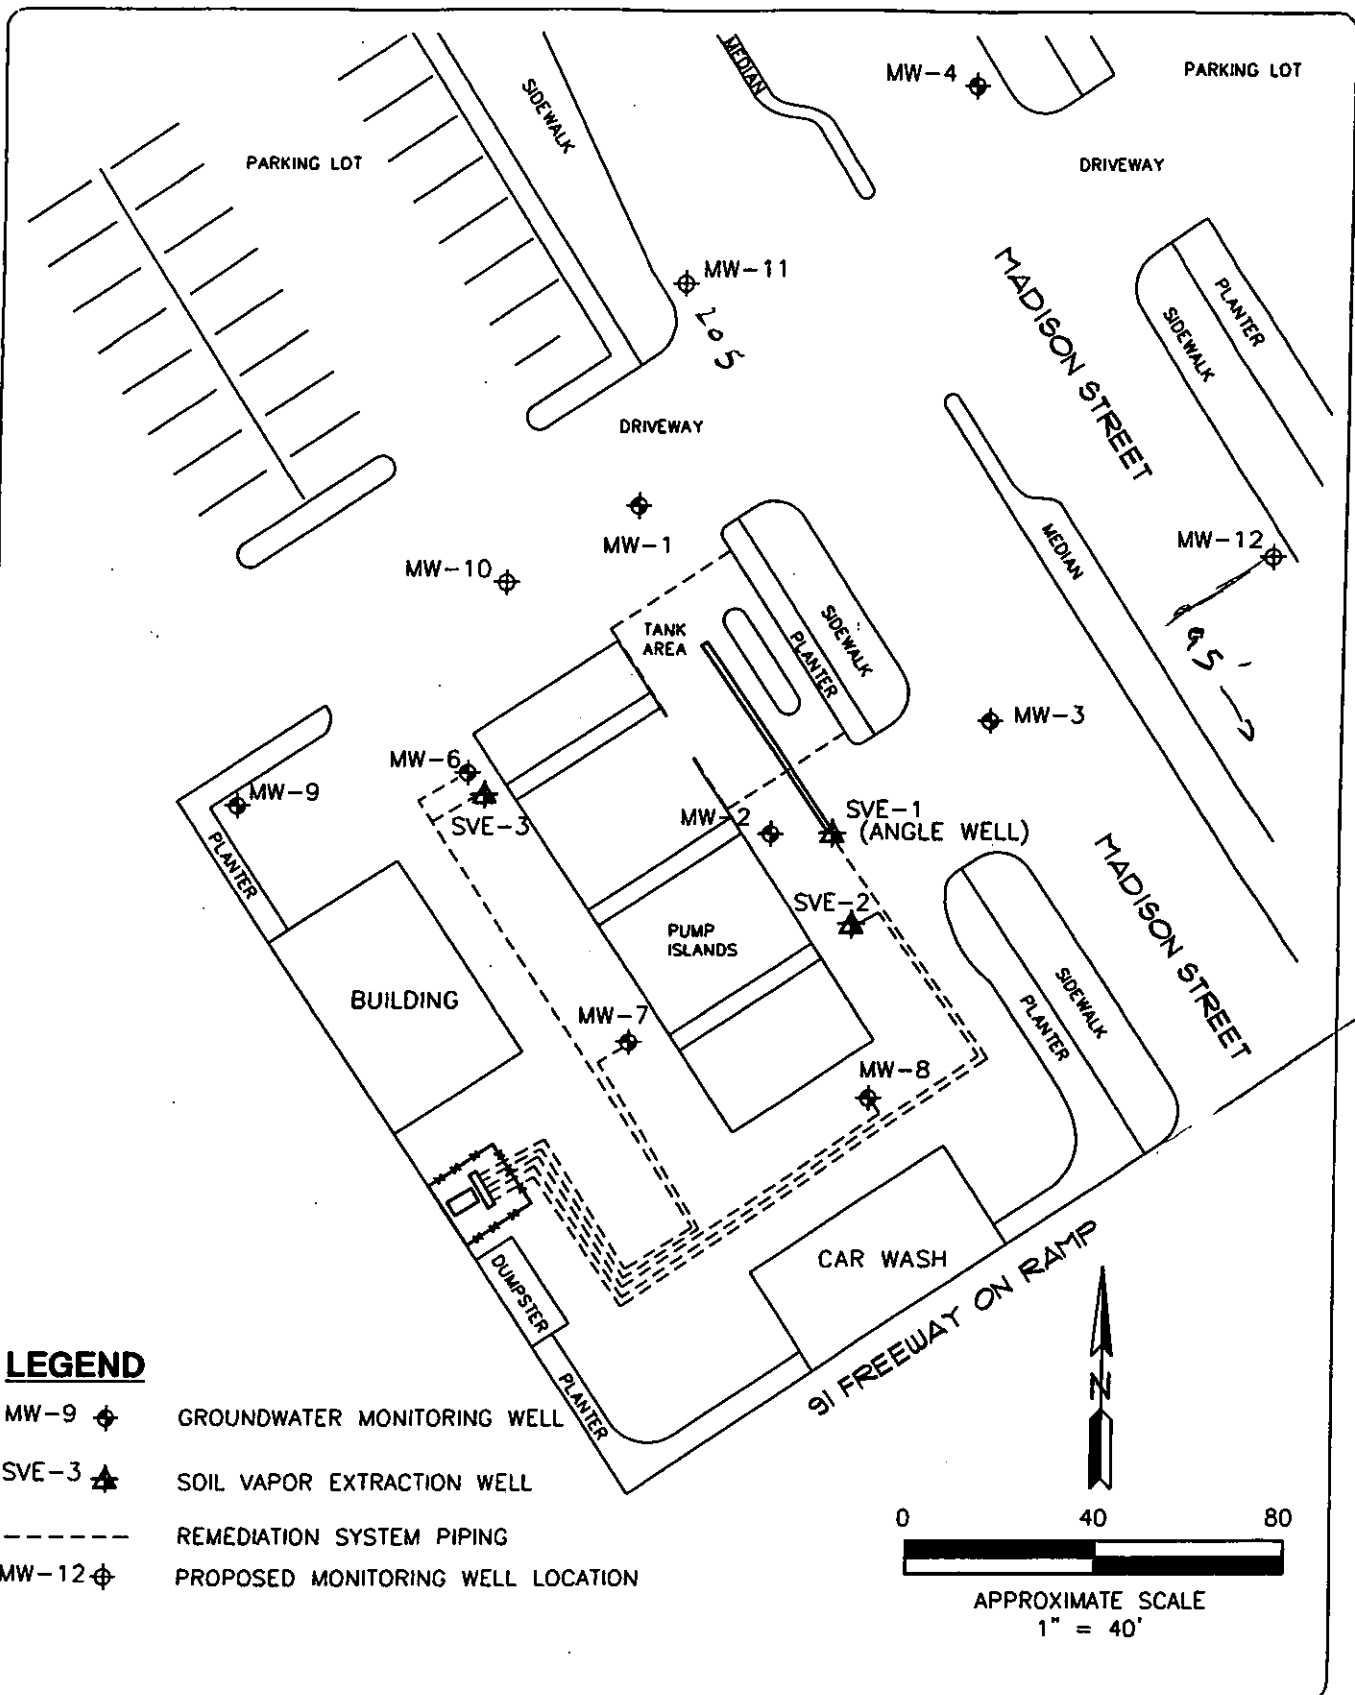 MEDIAN
MW-4
PARKING LOT
SIDEWALK
PARKING LOT
DRIVEWAY
MW-11
205
MADISON STREET
PLANTER
SIDEWALK
DRIVEWAY
MW-1
MW-10
MEDIAN
MW-12
95'
TANK
AREA
SIDEWALK
PLANTER
MW-3
MW-6
MW-9
SVE-3
MW-2
SVE-1
(ANGLE WELL)
PLANTER
MADISON STREET
SVE-2
PUMP
ISLANDS
BUILDING
MW-7
SIDEWALK
PLANTER
MW-8
CAR WASH
DUMPSTER
91 FREEWAY ON RAMP
PLANTER
N
LEGEND
MW-9 GROUNDWATER MONITORING WELL
SVE-3 SOIL VAPOR EXTRACTION WELL
REMEDIATION SYSTEM PIPING
MW-12 PROPOSED MONITORING WELL LOCATION
0 40 80
APPROXIMATE SCALE
1" = 40'